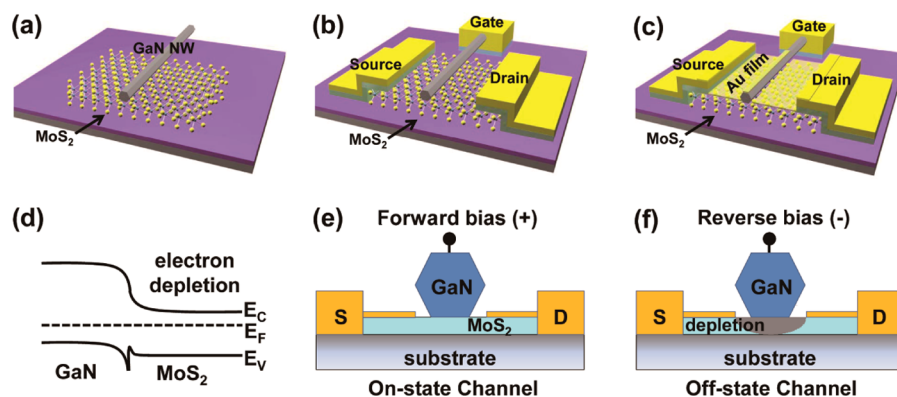 (a)
GaN NW
MoS2
(b)
Gate
Source
Drain
MoS2
(c)
Gate
Source
Au film
Drain
MoS2
(d)
electron
depletion
EC
EF
EV
GaN
MoS2
(e)
Forward bias (+)
GaN
S
D
MoS2
substrate
On-state Channel
(f)
Reverse bias (-)
GaN
S
D
depletion
substrate
Off-state Channel